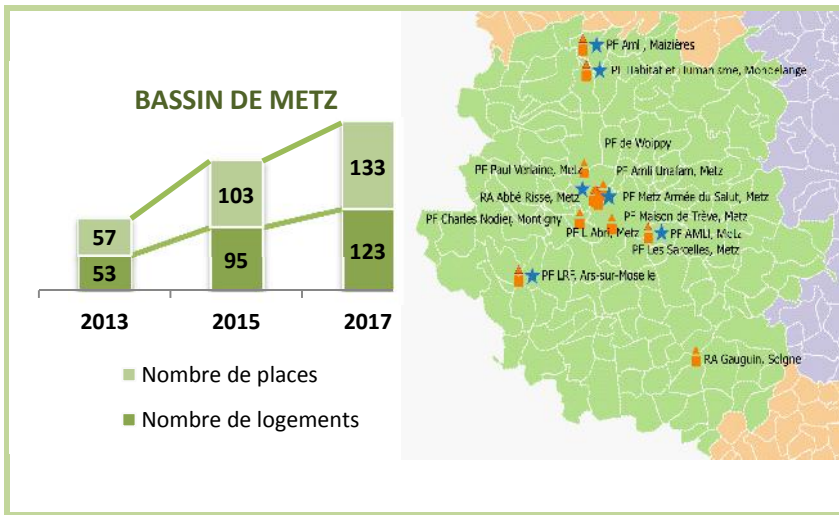 BASSIN DE METZ
133
103
57
123
95
53
2013 2015 2017
Nombre de places
Nombre de logements
PF Amli, Maizières
PF Habitat et Humanisme, Mondelange
PF de Woippy
PF Paul Verlaine, Metz
PF Amli Unafam, Metz
RA Abbé Risse, Metz
PF Metz Armée du Salut, Metz
PF Charles Nodier, Montigny
PF Maison de Trève, Metz
PF L Abri, Metz
PF AMLI, Metz
PF Les Sarcelles, Metz
PF LRF, Ars-sur-Moselle
RA Gauguin, Solgne